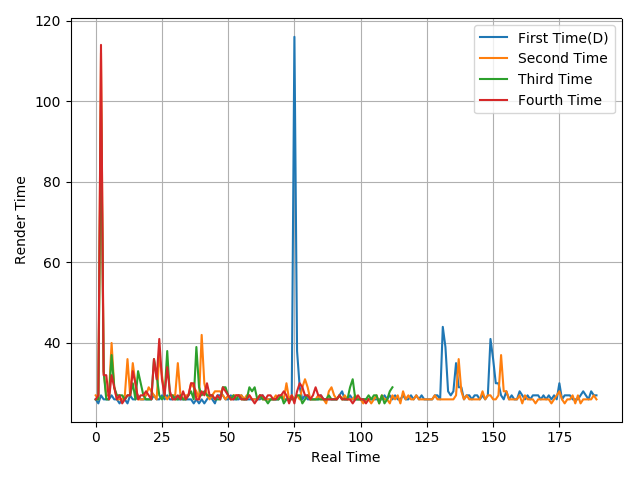 120
100
80
60
40
Render Time
0
25
50
75
100
125
150
175
Real Time
First Time(D)
Second Time
Third Time
Fourth Time